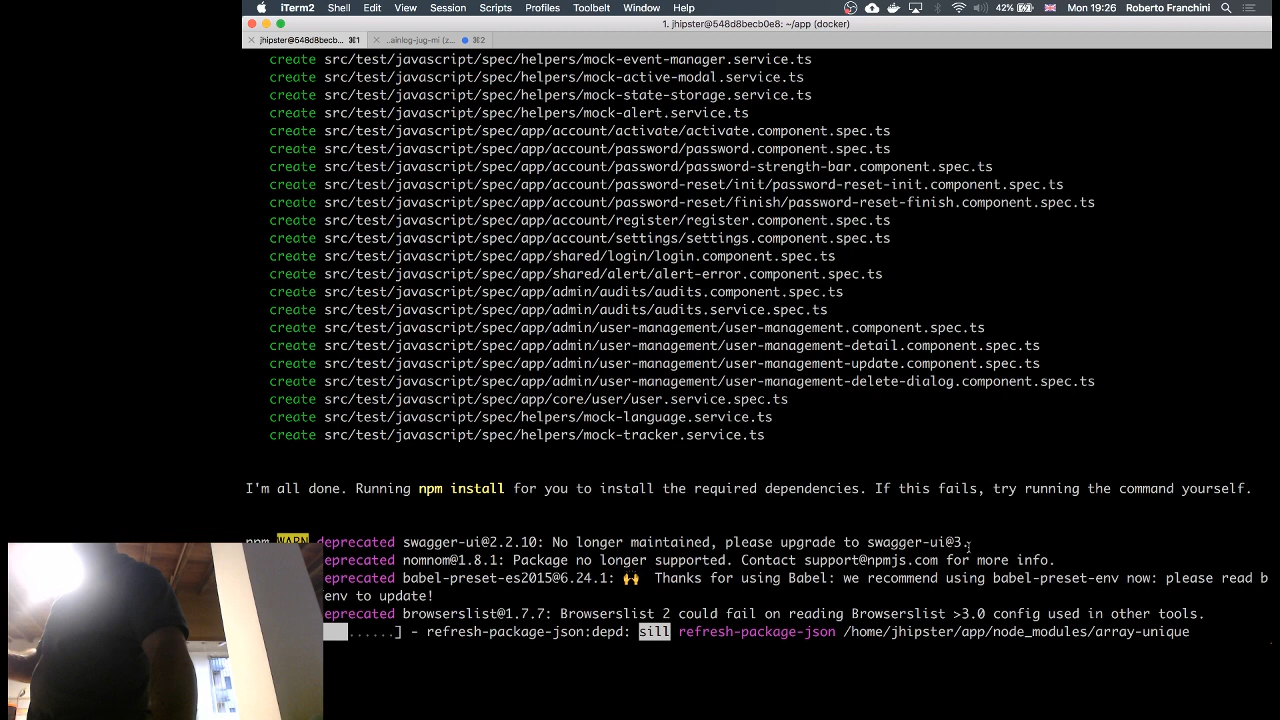 iTerm2 Shell Edit View Session Scripts Profiles Toolbelt Window Help 42% Mon 19:26 Roberto Franchini
1. jhipster@548d8becb0e8: ~/app (docker)
jhipster@548d8becb... ⌘1 ..ainlog-jug-mi (z... ⌘2
create src/test/javascript/spec/helpers/mock-event-manager.service.ts
create src/test/javascript/spec/helpers/mock-active-modal.service.ts
create src/test/javascript/spec/helpers/mock-state-storage.service.ts
create src/test/javascript/spec/helpers/mock-alert.service.ts
create src/test/javascript/spec/app/account/activate/activate.component.spec.ts
create src/test/javascript/spec/app/account/password/password.component.spec.ts
create src/test/javascript/spec/app/account/password/password-strength-bar.component.spec.ts
create src/test/javascript/spec/app/account/password-reset/init/password-reset-init.component.spec.ts
create src/test/javascript/spec/app/account/password-reset/finish/password-reset-finish.component.spec.ts
create src/test/javascript/spec/app/account/register/register.component.spec.ts
create src/test/javascript/spec/app/account/settings/settings.component.spec.ts
create src/test/javascript/spec/app/shared/login/login.component.spec.ts
create src/test/javascript/spec/app/shared/alert/alert-error.component.spec.ts
create src/test/javascript/spec/app/admin/audits/audits.component.spec.ts
create src/test/javascript/spec/app/admin/audits/audits.service.spec.ts
create src/test/javascript/spec/app/admin/user-management/user-management.component.spec.ts
create src/test/javascript/spec/app/admin/user-management/user-management-detail.component.spec.ts
create src/test/javascript/spec/app/admin/user-management/user-management-update.component.spec.ts
create src/test/javascript/spec/app/admin/user-management/user-management-delete-dialog.component.spec.ts
create src/test/javascript/spec/app/core/user/user.service.spec.ts
create src/test/javascript/spec/helpers/mock-language.service.ts
create src/test/javascript/spec/helpers/mock-tracker.service.ts
I'm all done. Running npm install for you to install the required dependencies. If this fails, try running the command yourself.
npm WARN deprecated swagger-ui@2.2.10: No longer maintained, please upgrade to swagger-ui@3.
deprecated nomnom@1.8.1: Package no longer supported. Contact support@npmjs.com for more info.
deprecated babel-preset-es2015@6.24.1: 🙌 Thanks for using Babel: we recommend using babel-preset-env now: please read b
env to update!
deprecated browserslist@1.7.7: Browserslist 2 could fail on reading Browserslist >3.0 config used in other tools.
......] - refresh-package-json:depd: sill refresh-package-json /home/jhipster/app/node_modules/array-unique